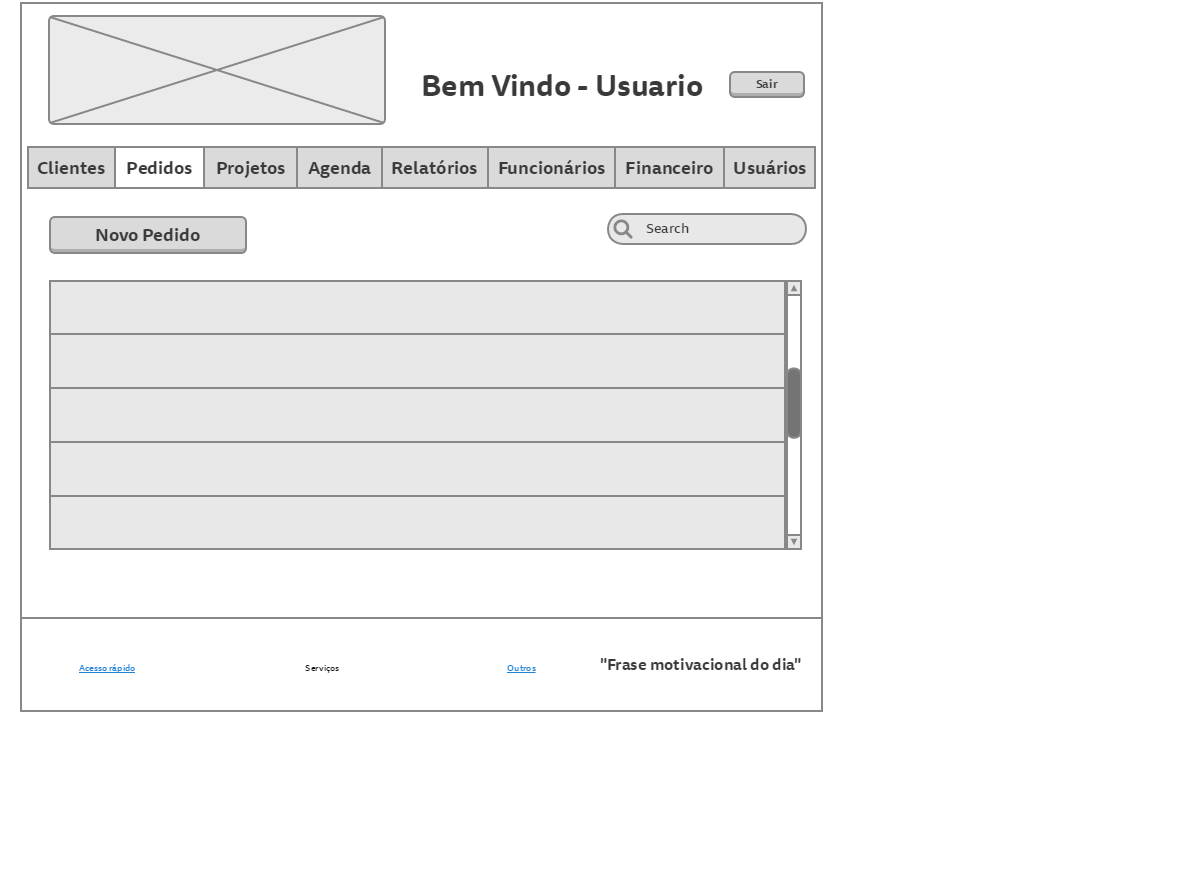 Bem Vindo - Usuario
Sair
Clientes Pedidos Projetos Agenda Relatórios Funcionários Financeiro Usuários
Novo Pedido
Search
Acesso rápido
Serviços
Outros
"Frase motivacional do dia"